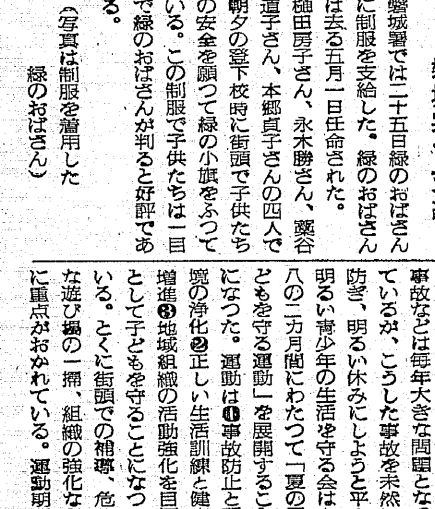 磐城署では二十五日緑のおばさん
に制服を支給した。緑のおばさん
は去る五月一日任命された。
樋田房子さん、永木勝さん、薬谷
道子さん、本郷貞子さんの四人で
朝夕の登下校時に街頭で子供たち
の安全を願つて緑の小旗をふつて
いる。この制服で子供たちは一目
で緑のおばさんが判ると好評であ
る。
(写真は制服を着用した
緑のおばさん)
事故などは毎年大きな問題とな
ているが、こうした事故を未然
防ぎ、明るい休みにしようと平
明るい青少年の生活を守る会は
八の二カ月間にわたつて「夏の
どもを守る運動」を展開するこ
になつた。運動は❶事故防止と
境の浄化❷正しい生活訓練と健
増進❸地域組織の活動強化を目
として子どもを守ることになつ
いる。とくに街頭での補導、危
な遊び場の一掃、組織の強化な
に重点がおかれている。運動期